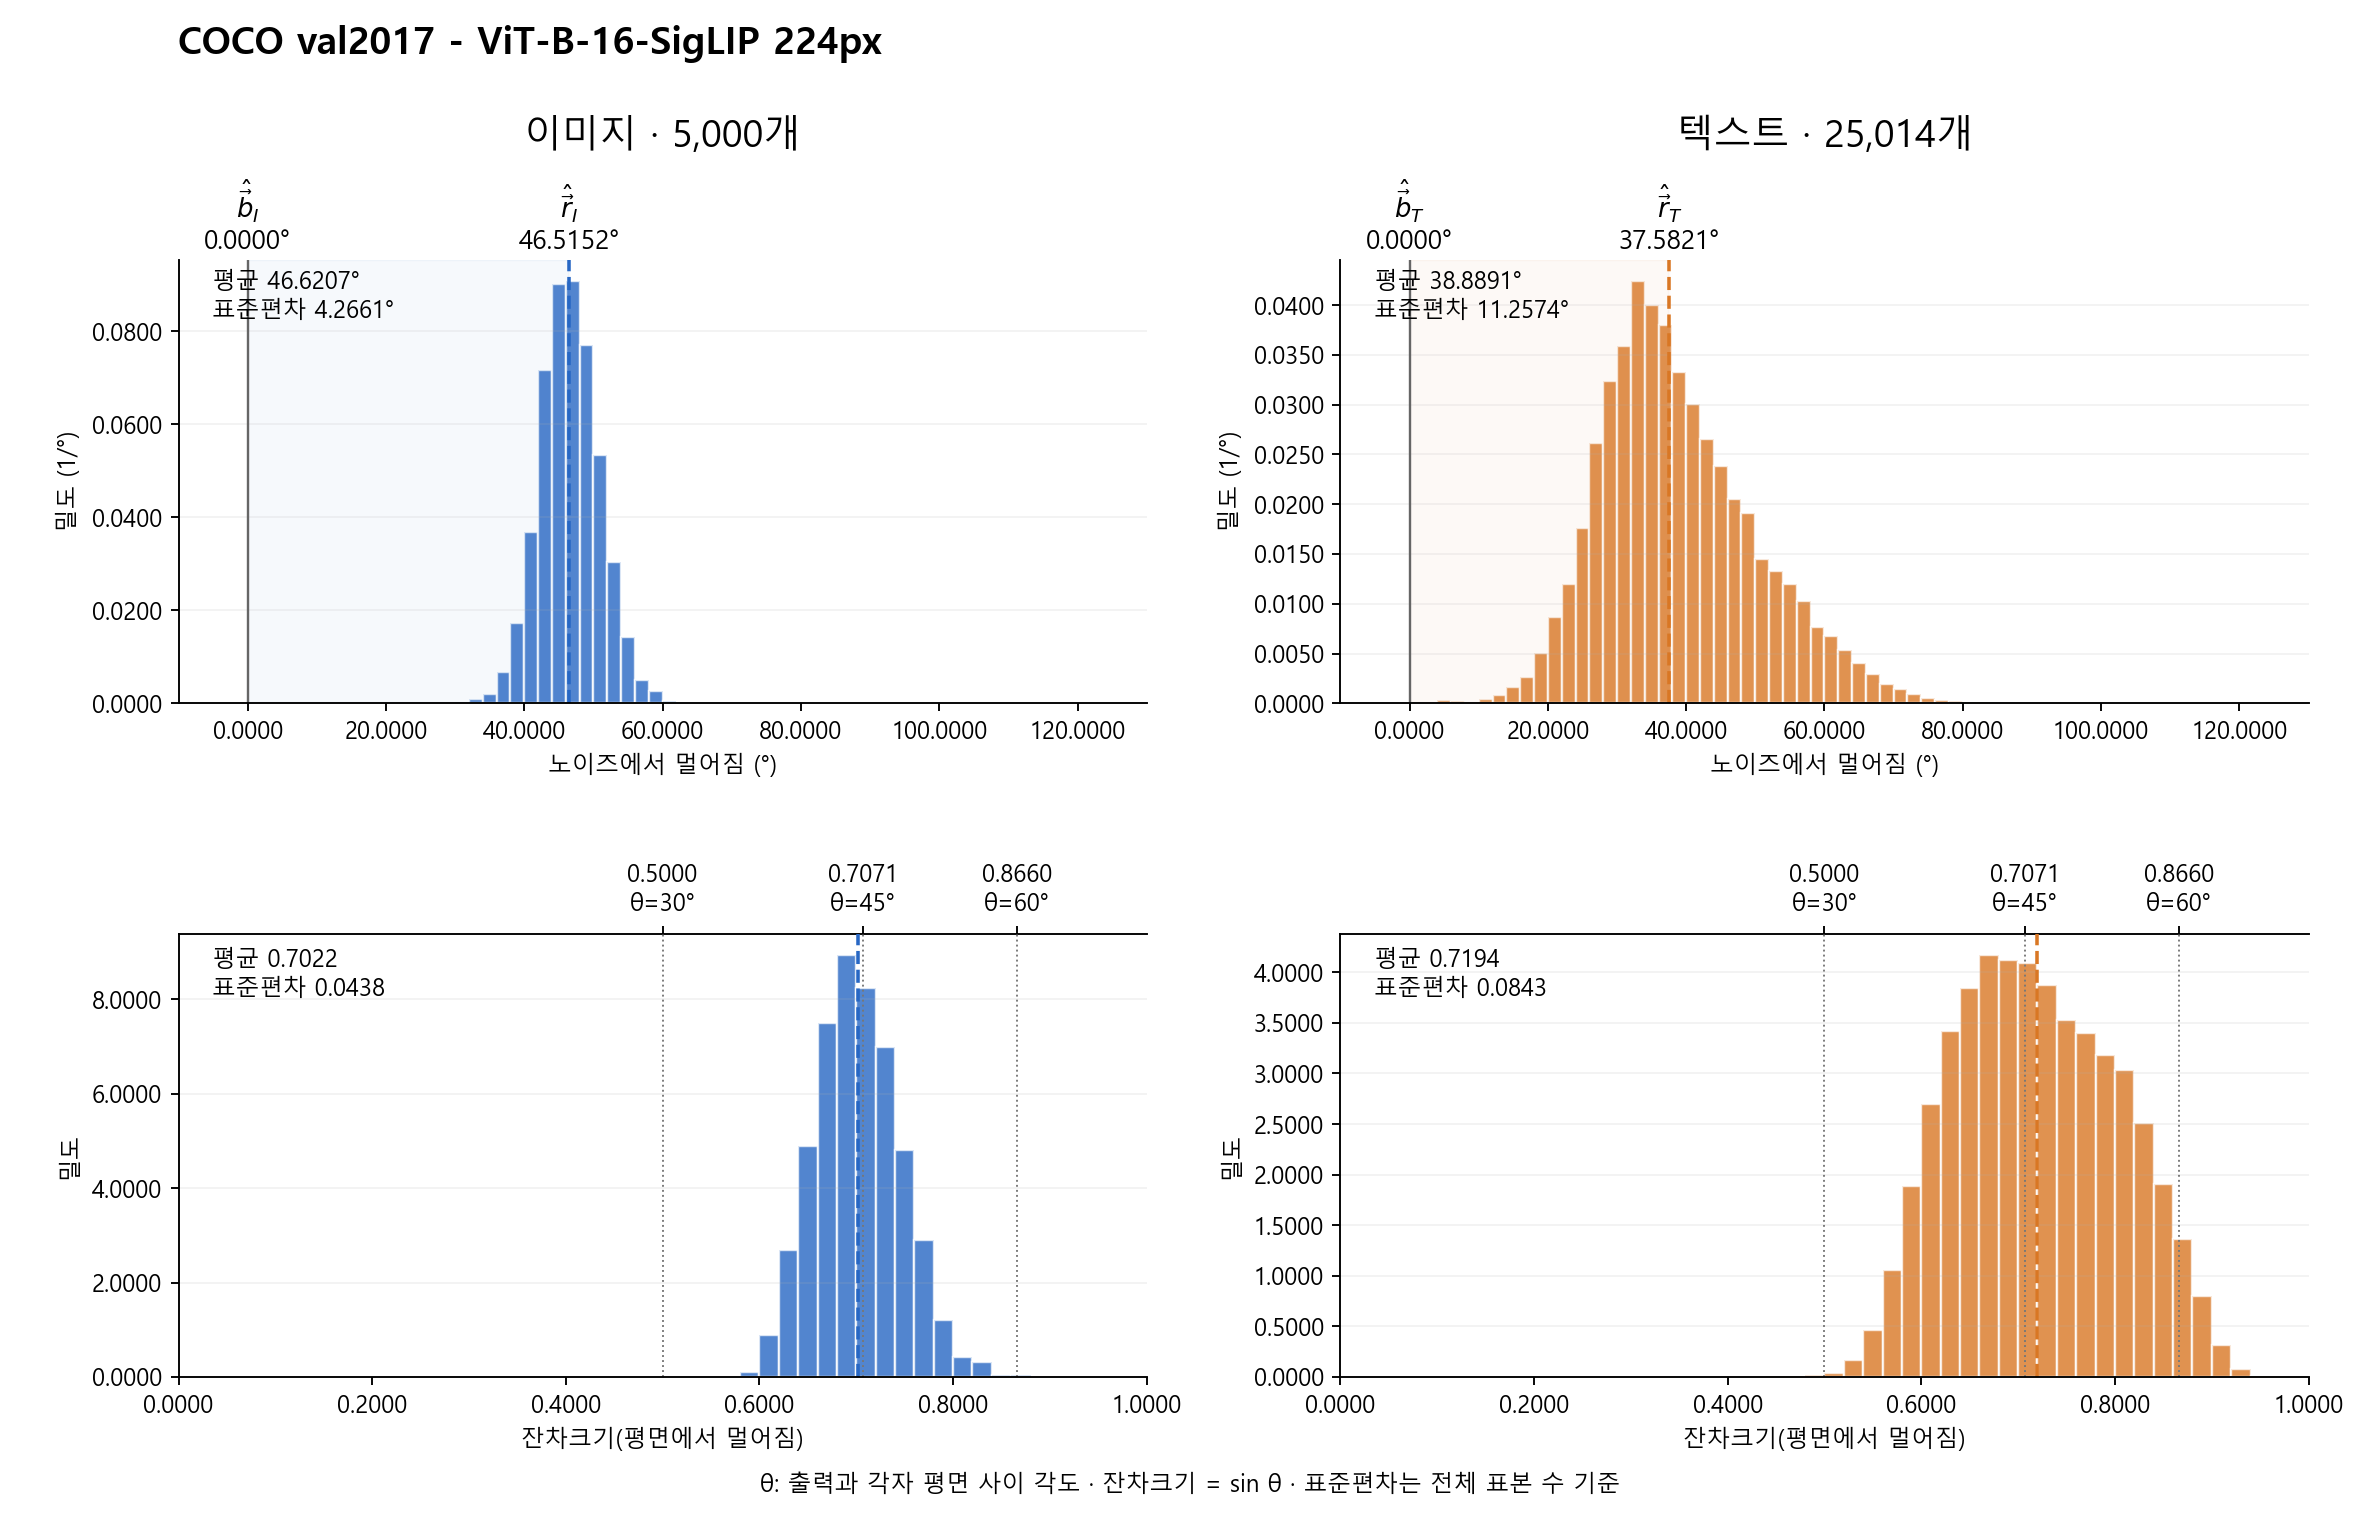 COCO val2017 - ViT-B-16-SigLIP 224px
이미지 · 5,000개
b̂⃗_I
0.0000°
r̂⃗_I
46.5152°
평균 46.6207°
표준편차 4.2661°
밀도 (1/°)
0.0800
0.0600
0.0400
0.0200
0.0000
0.0000 20.0000 40.0000 60.0000 80.0000 100.0000 120.0000
노이즈에서 멀어짐 (°)
텍스트 · 25,014개
b̂⃗_T
0.0000°
r̂⃗_T
37.5821°
평균 38.8891°
표준편차 11.2574°
밀도 (1/°)
0.0400
0.0350
0.0300
0.0250
0.0200
0.0150
0.0100
0.0050
0.0000
0.0000 20.0000 40.0000 60.0000 80.0000 100.0000 120.0000
노이즈에서 멀어짐 (°)
0.5000 0.7071 0.8660
θ=30° θ=45° θ=60°
평균 0.7022
표준편차 0.0438
밀도
8.0000
6.0000
4.0000
2.0000
0.0000
0.0000 0.2000 0.4000 0.6000 0.8000 1.0000
잔차크기(평면에서 멀어짐)
0.5000 0.7071 0.8660
θ=30° θ=45° θ=60°
평균 0.7194
표준편차 0.0843
밀도
4.0000
3.5000
3.0000
2.5000
2.0000
1.5000
1.0000
0.5000
0.0000
0.0000 0.2000 0.4000 0.6000 0.8000 1.0000
잔차크기(평면에서 멀어짐)
θ: 출력과 각자 평면 사이 각도 · 잔차크기 = sin θ · 표준편차는 전체 표본 수 기준